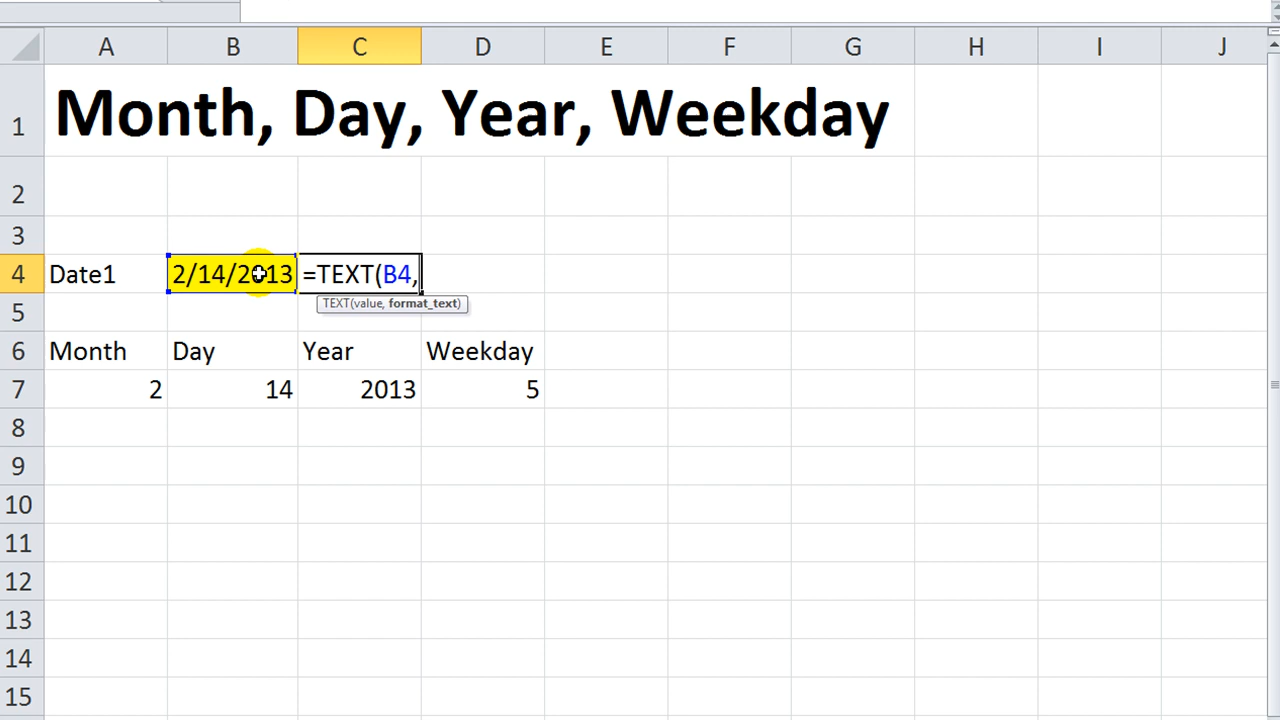 A B C D E F G H I J
1 Month, Day, Year, Weekday
2
3
4 Date1 2/14/2013 =TEXT(B4,
TEXT(value, format_text)
5
6 Month Day Year Weekday
7 2 14 2013 5
8
9
10
11
12
13
14
15